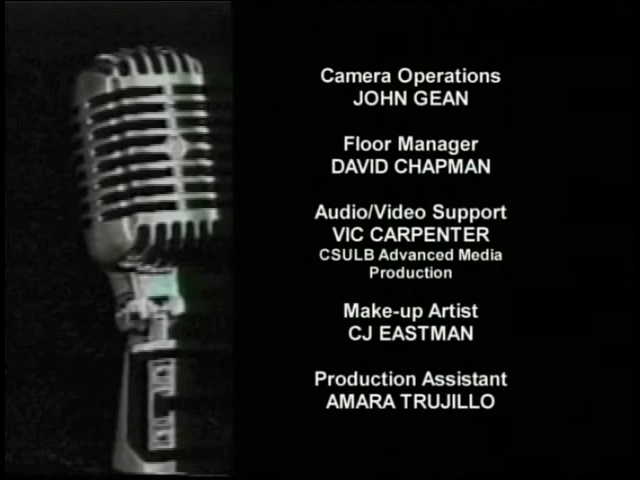 Camera Operations
JOHN GEAN
Floor Manager
DAVID CHAPMAN
Audio/Video Support
VIC CARPENTER
CSULB Advanced Media
Production
Make-up Artist
CJ EASTMAN
Production Assistant
AMARA TRUJILLO